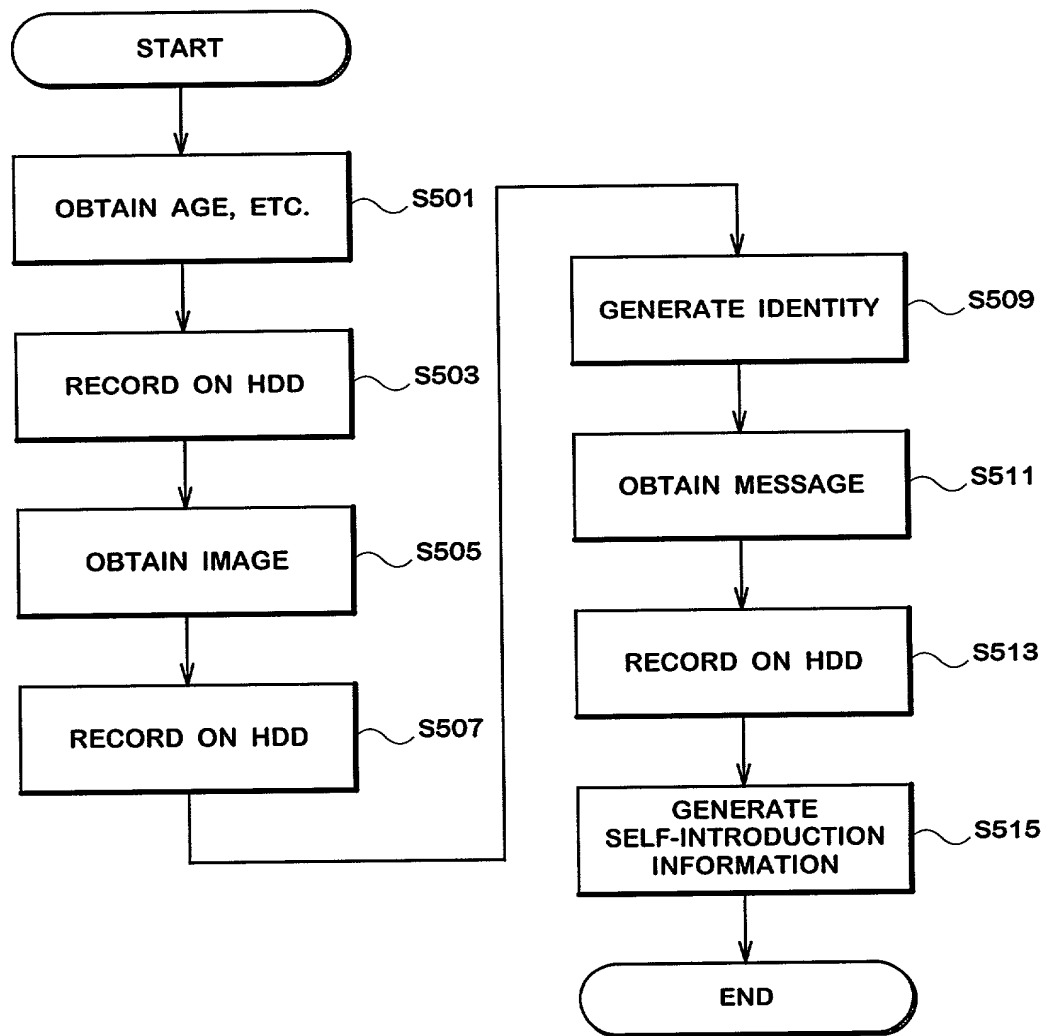 START
OBTAIN AGE, ETC.
S501
RECORD ON HDD
S503
OBTAIN IMAGE
S505
RECORD ON HDD
S507
GENERATE IDENTITY
S509
OBTAIN MESSAGE
S511
RECORD ON HDD
S513
GENERATE
SELF-INTRODUCTION
INFORMATION
S515
END